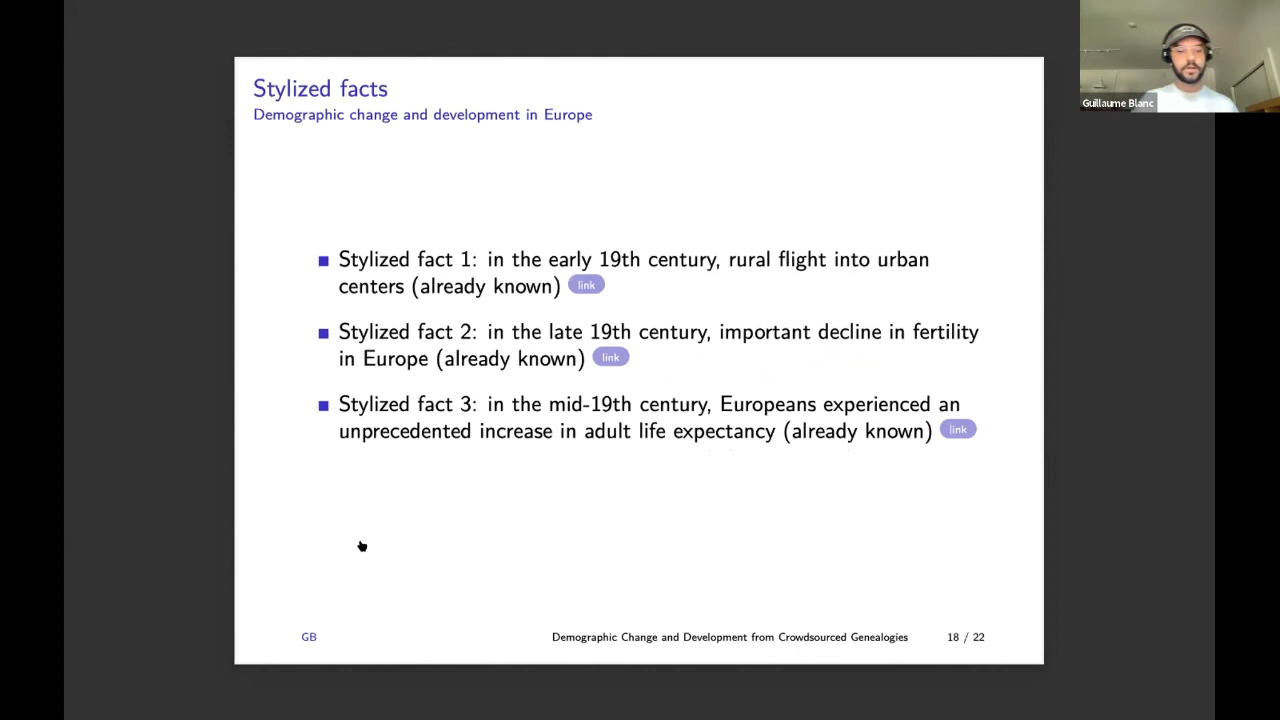 Stylized facts
Demographic change and development in Europe
Guillaume Blanc
Stylized fact 1: in the early 19th century, rural flight into urban
centers (already known) link
Stylized fact 2: in the late 19th century, important decline in fertility
in Europe (already known) link
Stylized fact 3: in the mid-19th century, Europeans experienced an
unprecedented increase in adult life expectancy (already known) link
GB Demographic Change and Development from Crowdsourced Genealogies 18 / 22